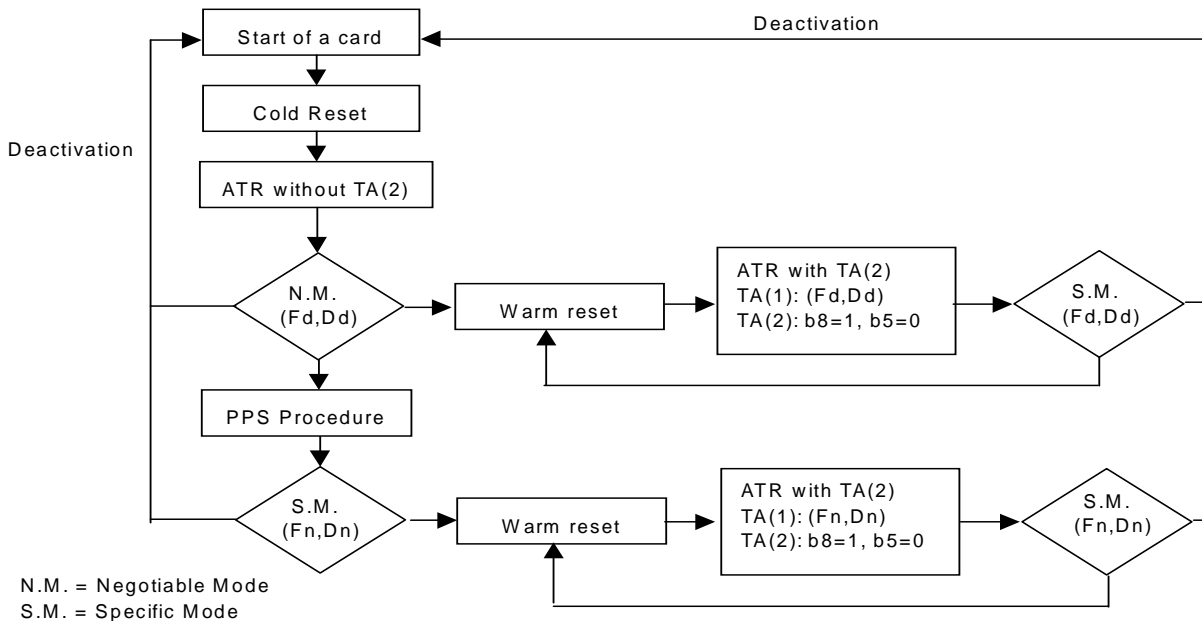 Deactivation
Start of a card
Cold Reset
Deactivation
ATR without TA(2)
N.M.
(Fd,Dd)
Warm reset
ATR with TA(2)
TA(1): (Fd,Dd)
TA(2): b8=1, b5=0
S.M.
(Fd,Dd)
PPS Procedure
S.M.
(Fn,Dn)
Warm reset
ATR with TA(2)
TA(1): (Fn,Dn)
TA(2): b8=1, b5=0
S.M.
(Fn,Dn)
N.M. = Negotiable Mode
S.M. = Specific Mode